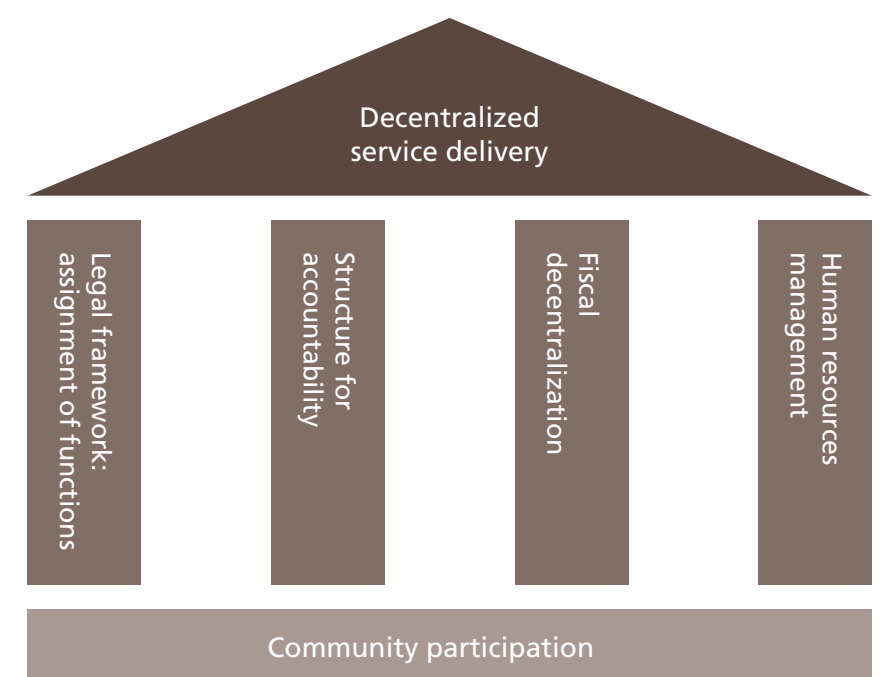 Decentralized
service delivery
Legal framework:
assignment of functions
Structure for
accountability
Fiscal
decentralization
Human resources
management
Community participation